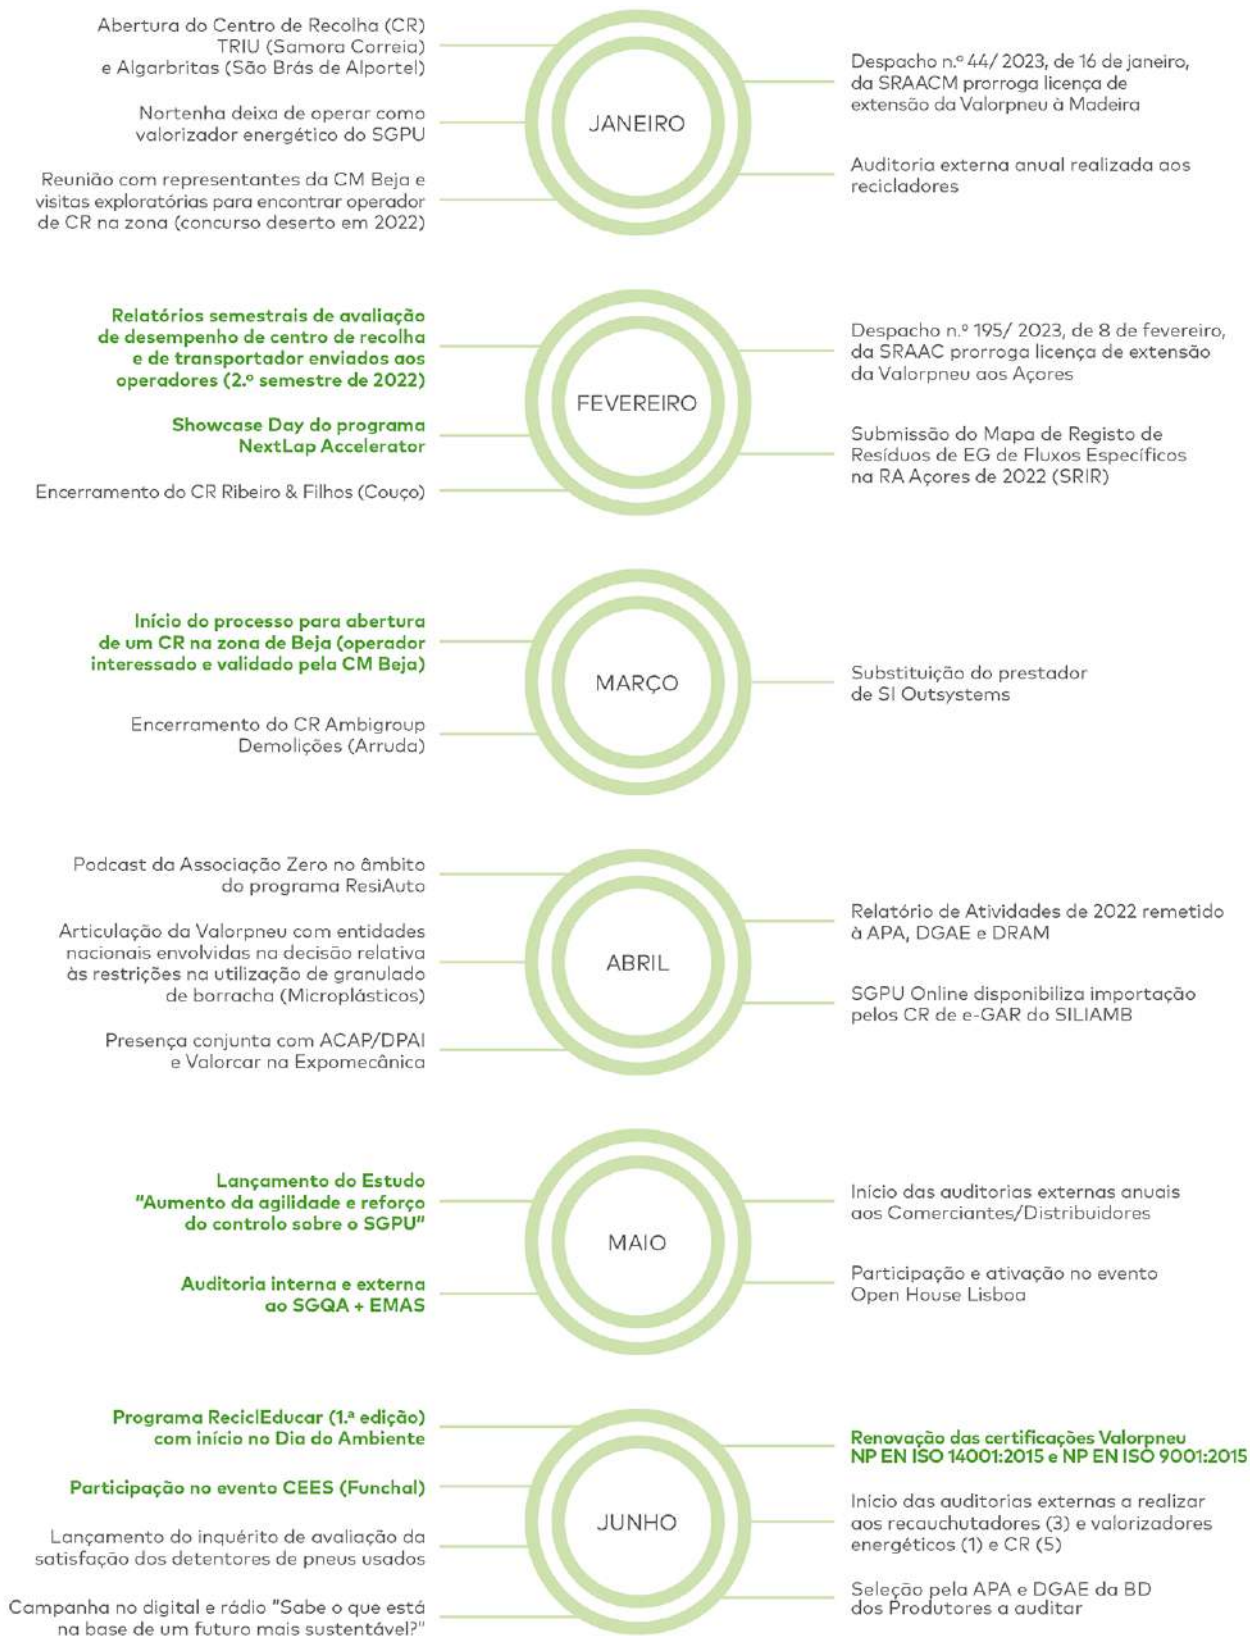 Abertura do Centro de Recolha (CR)
TRIU (Samora Correia)
e Algarbritas (São Brás de Alportel)
Nortenha deixa de operar como
valorizador energético do SGPU
Reunião com representantes da CM Beja e
visitas exploratórias para encontrar operador
de CR na zona (concurso deserto em 2022)
JANEIRO
Despacho n.º 44/ 2023, de 16 de janeiro,
da SRAACM prorroga licença de
extensão da Valorpneu à Madeira
Auditoria externa anual realizada aos
recicladores
Relatórios semestrais de avaliação
de desempenho de centro de recolha
e de transportador enviados aos
operadores (2.º semestre de 2022)
Showcase Day do programa
NextLap Accelerator
Encerramento do CR Ribeiro & Filhos (Couço)
FEVEREIRO
Despacho n.º 195/ 2023, de 8 de fevereiro,
da SRAAC prorroga licença de extensão
da Valorpneu aos Açores
Submissão do Mapa de Registo de
Resíduos de EG de Fluxos Específicos
na RA Açores de 2022 (SRIR)
Início do processo para abertura
de um CR na zona de Beja (operador
interessado e validado pela CM Beja)
Encerramento do CR Ambigroup
Demolições (Arruda)
MARÇO
Substituição do prestador
de SI Outsystems
Podcast da Associação Zero no âmbito
do programa ResiAuto
Articulação da Valorpneu com entidades
nacionais envolvidas na decisão relativa
às restrições na utilização de granulado
de borracha (Microplásticos)
Presença conjunta com ACAP/DPAI
e Valorcar na Expomecânica
ABRIL
Relatório de Atividades de 2022 remetido
à APA, DGAE e DRAM
SGPU Online disponibiliza importação
pelos CR de e-GAR do SILIAMB
Lançamento do Estudo
"Aumento da agilidade e reforço
do controlo sobre o SGPU"
Auditoria interna e externa
ao SGQA + EMAS
MAIO
Início das auditorias externas anuais
aos Comerciantes/Distribuidores
Participação e ativação no evento
Open House Lisboa
Programa ReciclEducar (1.ª edição)
com início no Dia do Ambiente
Participação no evento CEES (Funchal)
Lançamento do inquérito de avaliação da
satisfação dos detentores de pneus usados
Campanha no digital e rádio "Sabe o que está
na base de um futuro mais sustentável?"
JUNHO
Renovação das certificações Valorpneu
NP EN ISO 14001:2015 e NP EN ISO 9001:2015
Início das auditorias externas a realizar
aos recauchutadores (3) e valorizadores
energéticos (1) e CR (5)
Seleção pela APA e DGAE da BD
dos Produtores a auditar